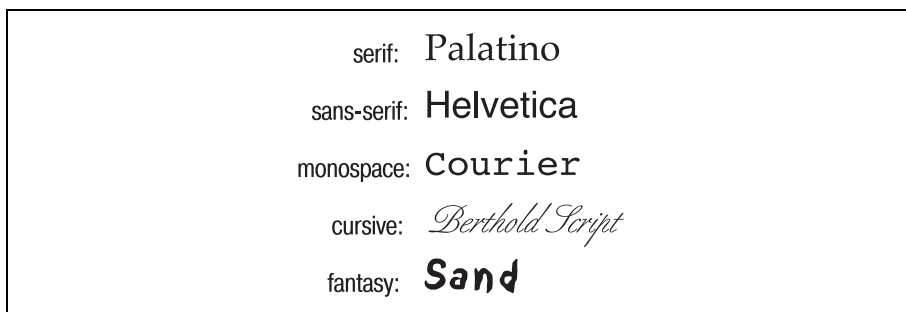 serif: Palatino
sans-serif: Helvetica
monospace: Courier
cursive: Berthold Script
fantasy: Sand